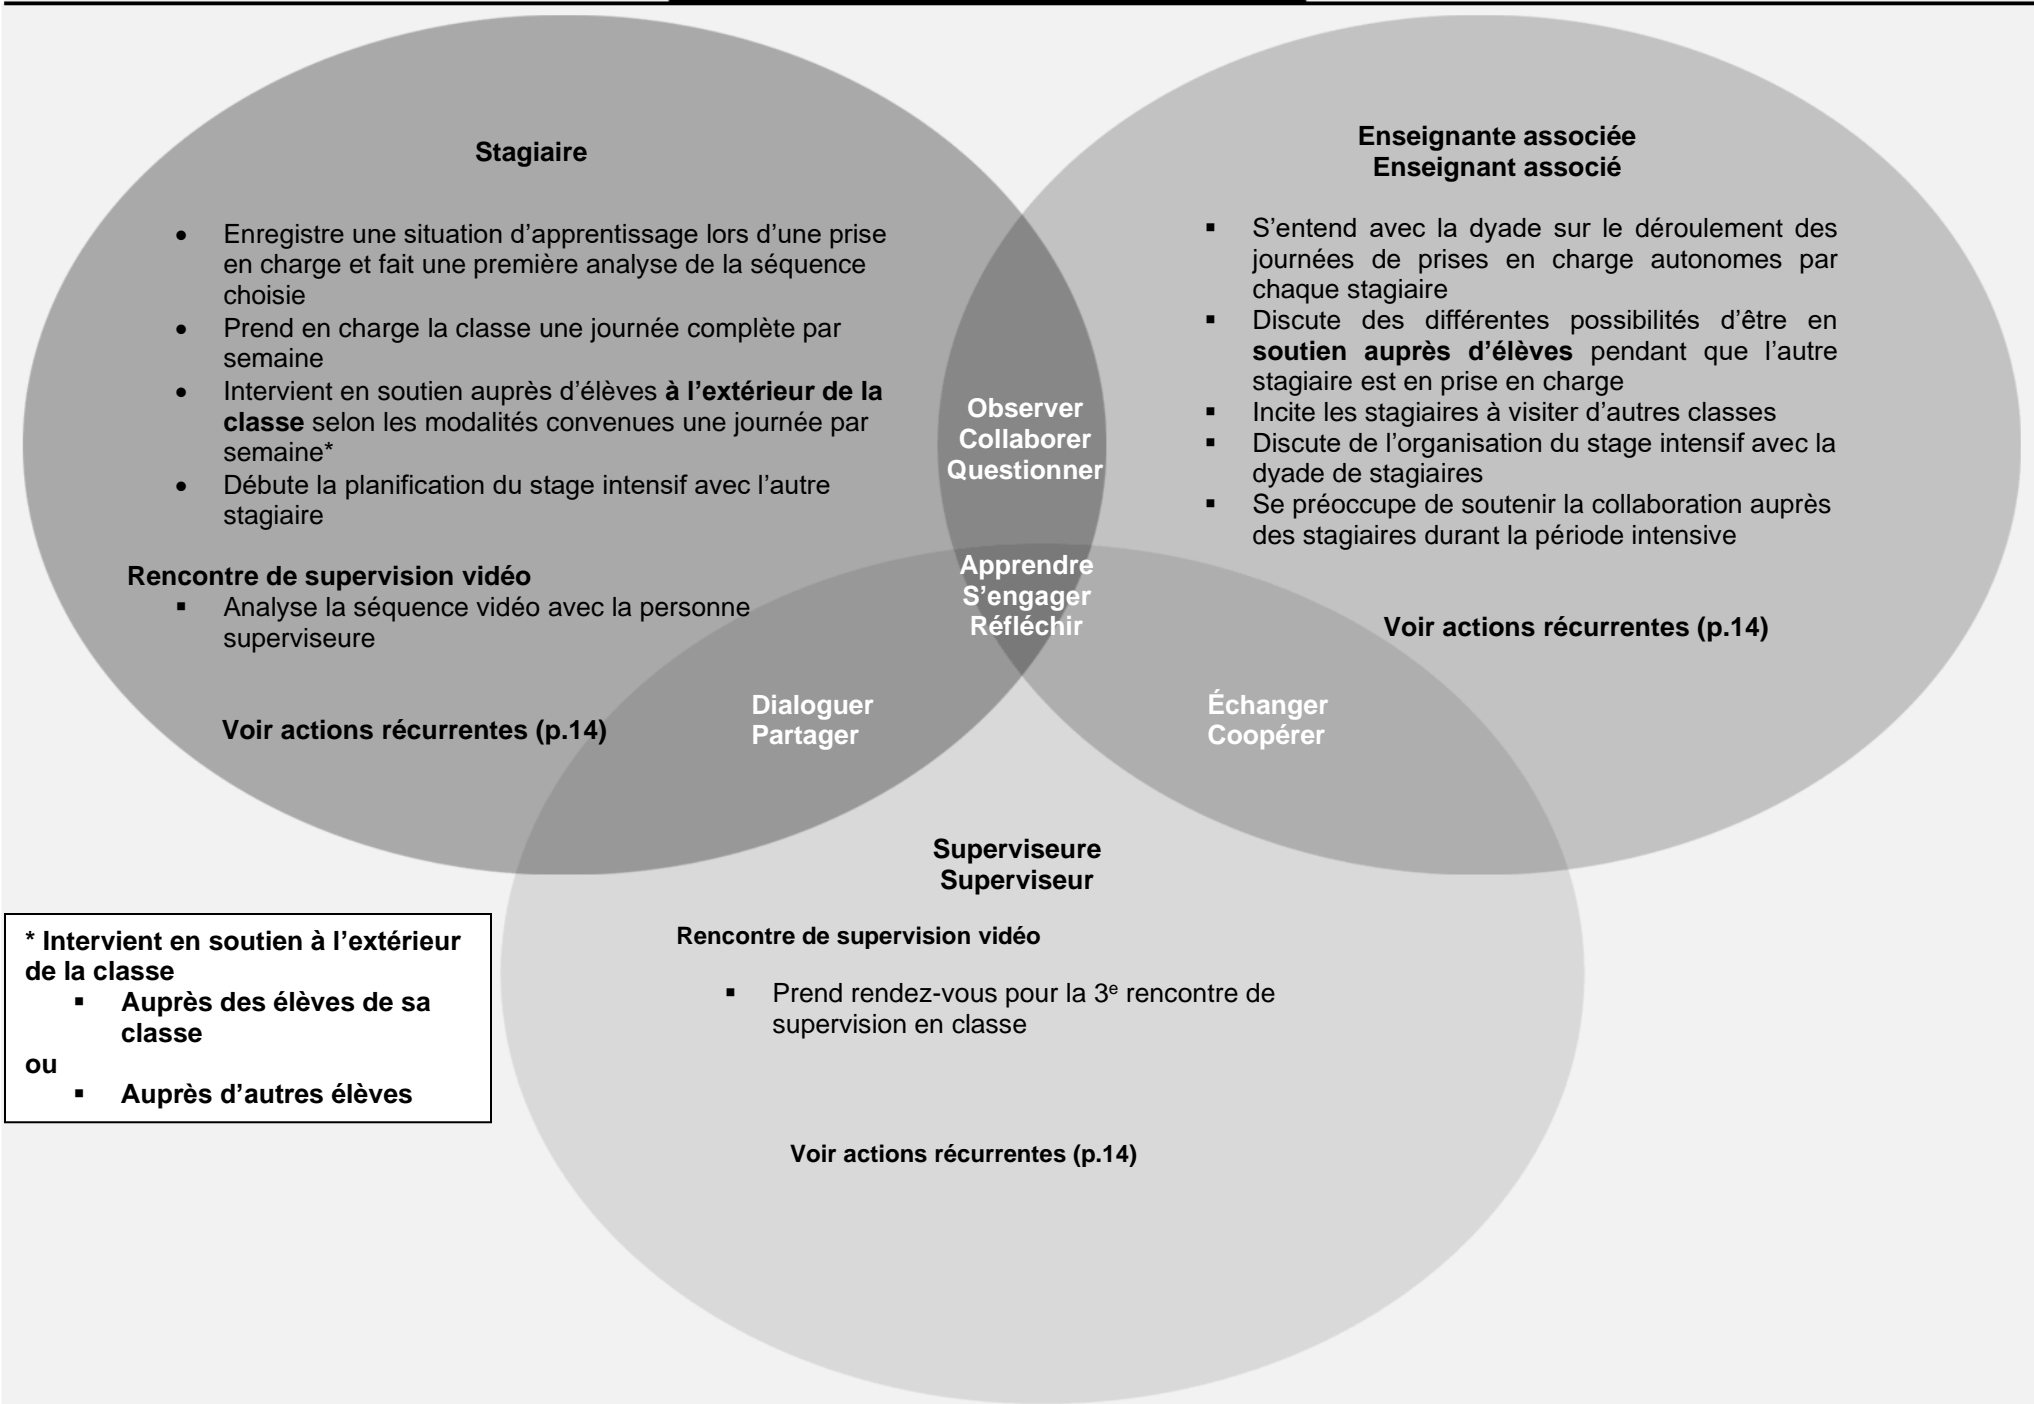 Stagiaire
• Enregistre une situation d’apprentissage lors d’une prise
en charge et fait une première analyse de la séquence
choisie
• Prend en charge la classe une journée complète par
semaine
• Intervient en soutien auprès d’élèves à l’extérieur de la
classe selon les modalités convenues une journée par
semaine*
• Débute la planification du stage intensif avec l’autre
stagiaire
Rencontre de supervision vidéo
▪ Analyse la séquence vidéo avec la personne
superviseure
Voir actions récurrentes (p.14)
Enseignante associée
Enseignant associé
▪ S’entend avec la dyade sur le déroulement des
journées de prises en charge autonomes par
chaque stagiaire
▪ Discute des différentes possibilités d’être en
soutien auprès d’élèves pendant que l’autre
stagiaire est en prise en charge
▪ Incite les stagiaires à visiter d’autres classes
▪ Discute de l’organisation du stage intensif avec la
dyade de stagiaires
▪ Se préoccupe de soutenir la collaboration auprès
des stagiaires durant la période intensive
Voir actions récurrentes (p.14)
Observer
Collaborer
Questionner
Apprendre
S’engager
Réfléchir
Dialoguer
Partager
Échanger
Coopérer
Superviseure
Superviseur
Rencontre de supervision vidéo
▪ Prend rendez-vous pour la 3e rencontre de
supervision en classe
Voir actions récurrentes (p.14)
* Intervient en soutien à l’extérieur
de la classe
▪ Auprès des élèves de sa
classe
ou
▪ Auprès d’autres élèves